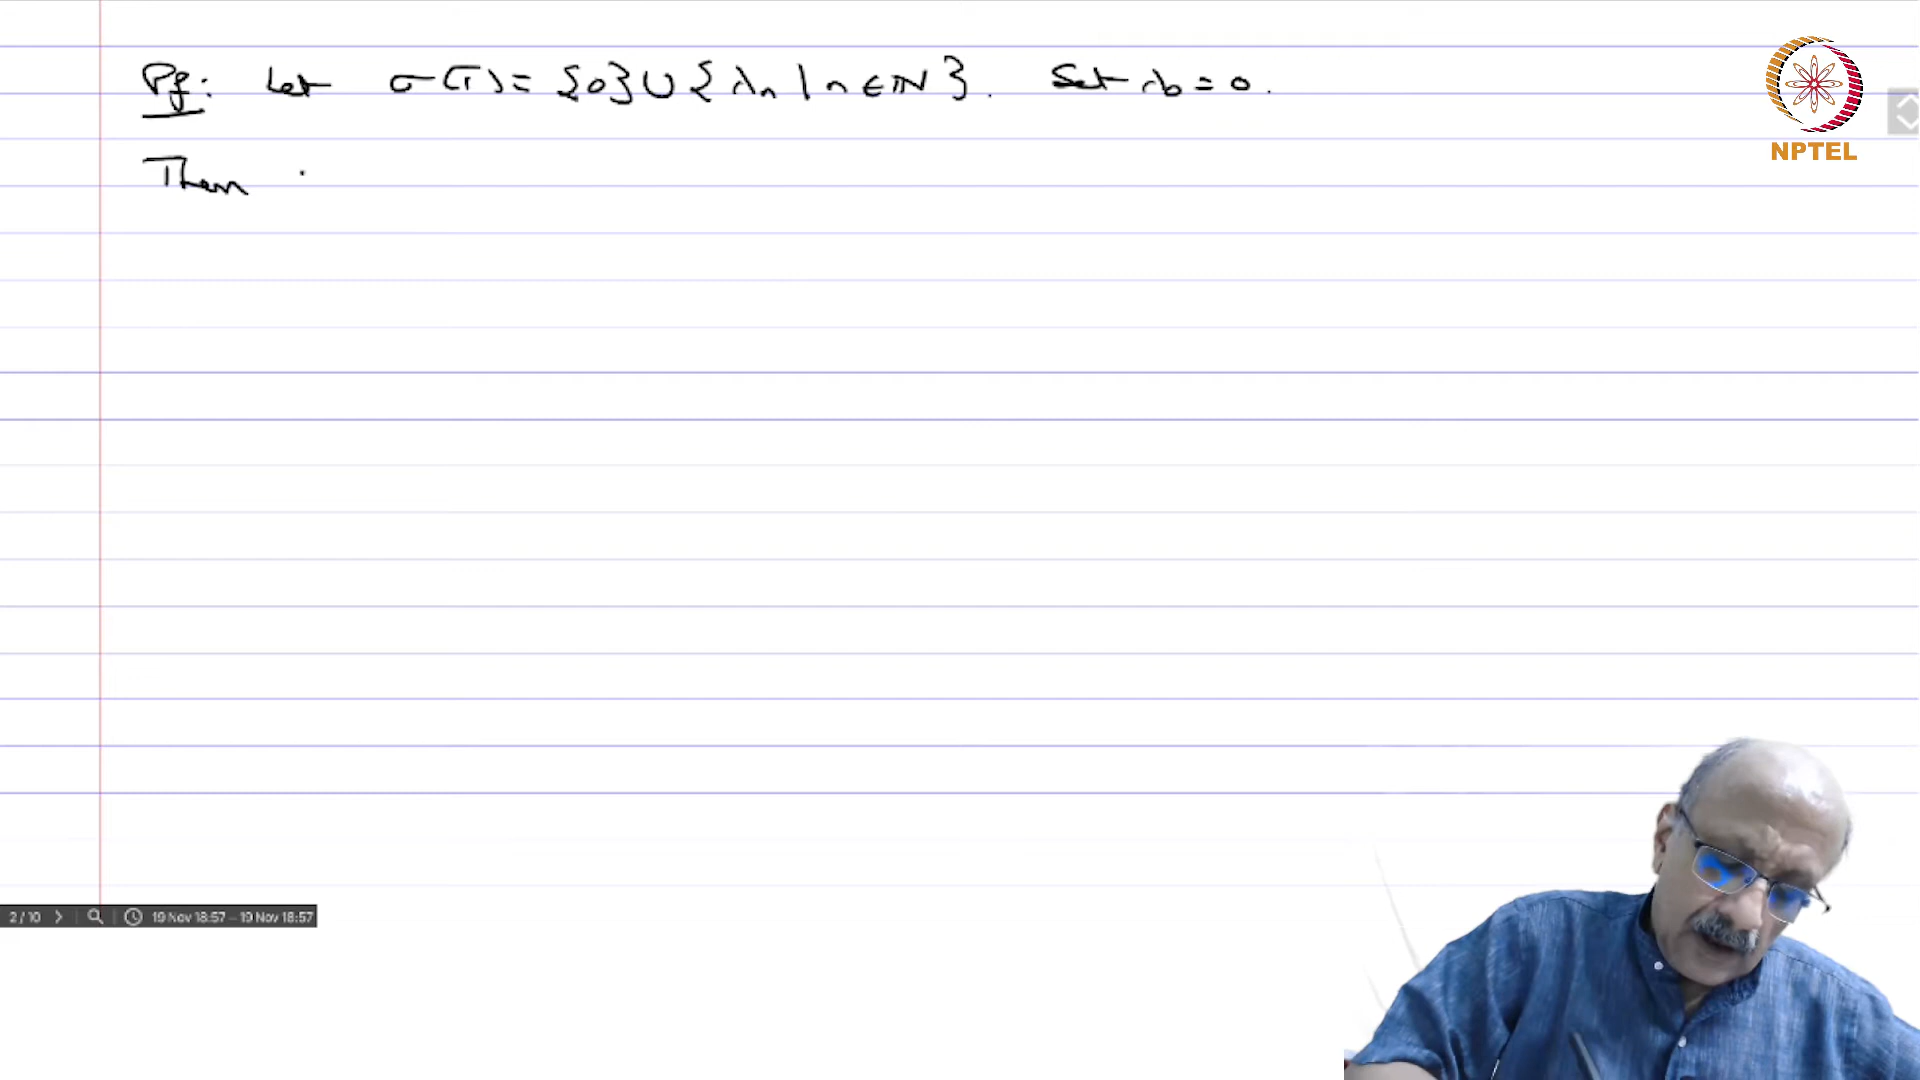 Pf: Let σ(T) = {0} ∪ {λn | n ∈ ℕ}. Set λ0 = 0.
Then
NPTEL
2 / 10 19 Nov 18:57 – 19 Nov 18:57